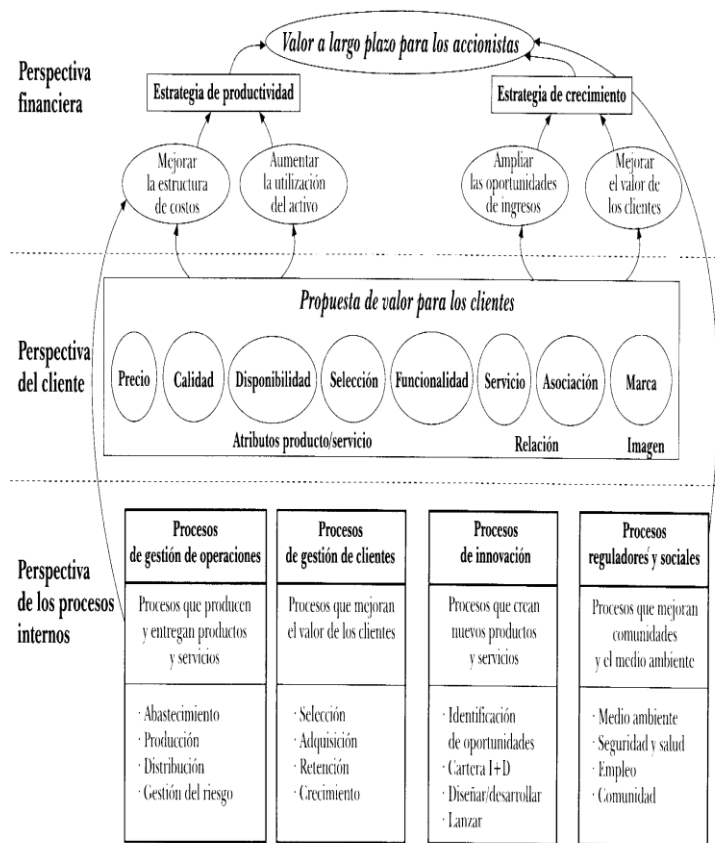 Valor a largo plazo para los accionistas
Perspectiva
financiera
Estrategia de productividad
Estrategia de crecimiento
Mejorar
la estructura
de costos
Aumentar
la utilización
del activo
Ampliar
las oportunidades
de ingresos
Mejorar
el valor de
los clientes
Propuesta de valor para los clientes
Perspectiva
del cliente
Precio
Calidad
Disponibilidad
Selección
Funcionalidad
Servicio
Asociación
Marca
Atributos producto/servicio
Relación
Imagen
Perspectiva
de los procesos
internos
Procesos
de gestión de operaciones
Procesos que producen
y entregan productos
y servicios
· Abastecimiento
· Producción
· Distribución
· Gestión del riesgo
Procesos
de gestión de clientes
Procesos que mejoran
el valor de los clientes
· Selección
· Adquisición
· Retención
· Crecimiento
Procesos
de innovación
Procesos que crean
nuevos productos
y servicios
· Identificación
de oportunidades
· Cartera I+D
· Diseñar/desarrollar
· Lanzar
Procesos
reguladores y sociales
Procesos que mejoran
comunidades
y el medio ambiente
· Medio ambiente
· Seguridad y salud
· Empleo
· Comunidad